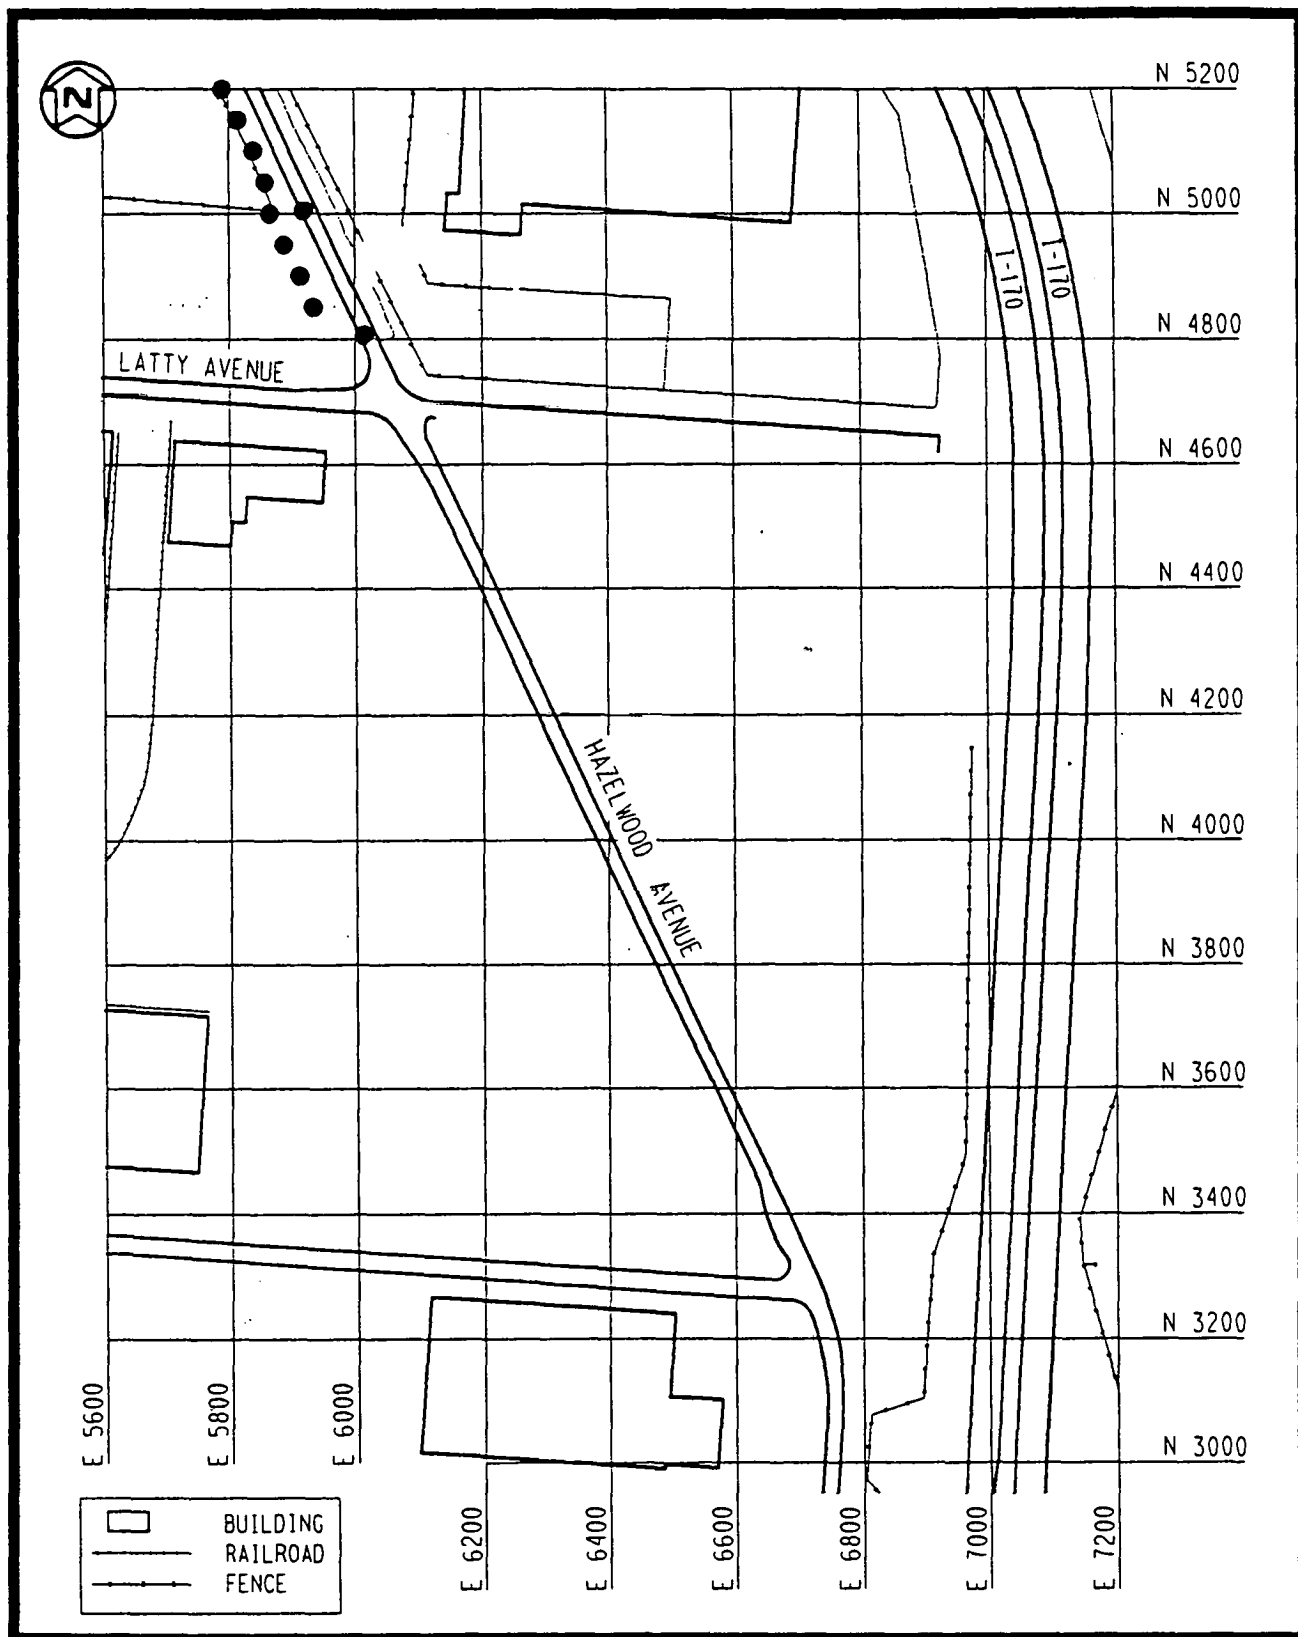 N
N 5200
N 5000
I-170
I-170
N 4800
LATTY AVENUE
N 4600
N 4400
N 4200
HAZELWOOD AVENUE
N 4000
N 3800
N 3600
N 3400
N 3200
E 5600
E 5800
E 6000
N 3000
E 6200
E 6400
E 6600
E 6800
E 7000
E 7200
BUILDING
RAILROAD
FENCE